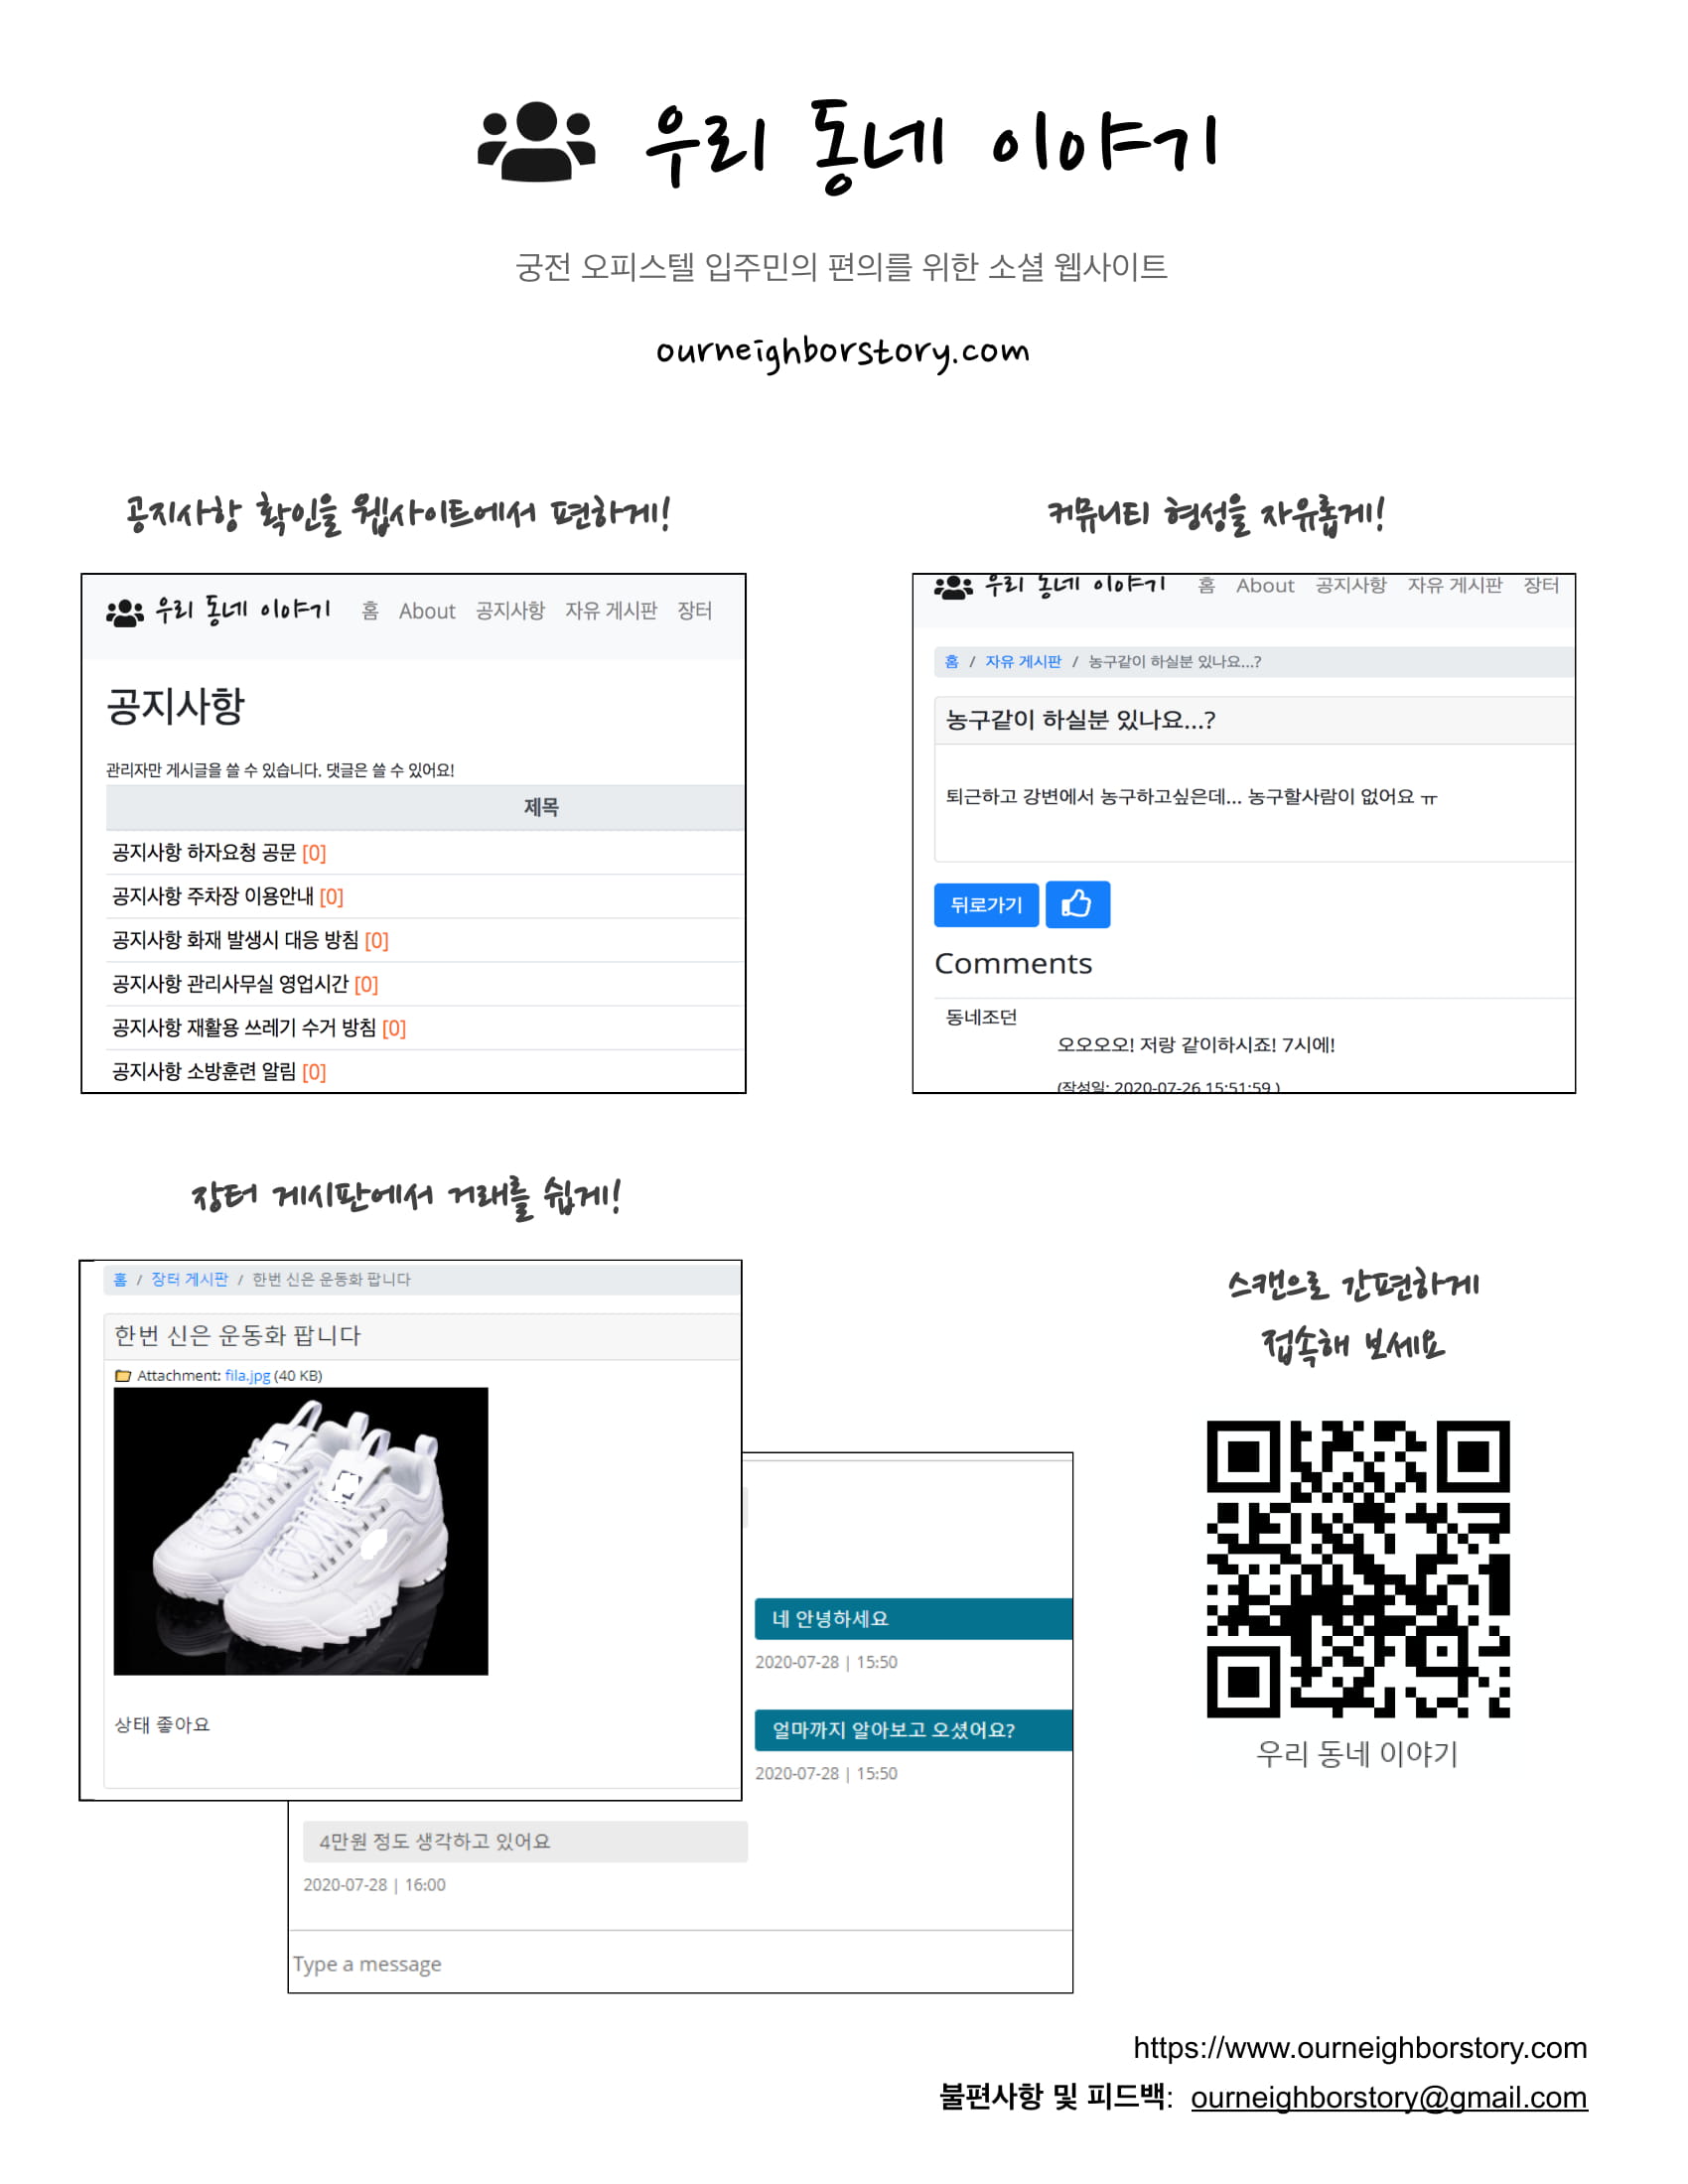 우리 동네 이야기
궁전 오피스텔 입주민의 편의를 위한 소셜 웹사이트
ourneighborstory.com
공지사항 확인을 웹사이트에서 편하게!
우리 동네 이야기 홈 About 공지사항 자유 게시판 장터
공지사항
관리자만 게시글을 쓸 수 있습니다. 댓글은 쓸 수 있어요!
제목
공지사항 하자요청 공문 [0]
공지사항 주차장 이용안내 [0]
공지사항 화재 발생시 대응 방침 [0]
공지사항 관리사무실 영업시간 [0]
공지사항 재활용 쓰레기 수거 방침 [0]
공지사항 소방훈련 알림 [0]
커뮤니티 형성을 자유롭게!
우리 동네 이야기 홈 About 공지사항 자유 게시판 장터
홈 / 자유 게시판 / 농구같이 하실분 있나요...?
농구같이 하실분 있나요...?
퇴근하고 강변에서 농구하고싶은데... 농구할사람이 없어요 ㅠ
뒤로가기
Comments
동네조던
오오오오! 저랑 같이하시죠! 7시에!
(작성일: 2020-07-26 15:51:59 )
장터 게시판에서 거래를 쉽게!
홈 / 장터 게시판 / 한번 신은 운동화 팝니다
한번 신은 운동화 팝니다
Attachment: fila.jpg (40 KB)
상태 좋아요
네 안녕하세요
2020-07-28 | 15:50
얼마까지 알아보고 오셨어요?
2020-07-28 | 15:50
4만원 정도 생각하고 있어요
2020-07-28 | 16:00
Type a message
스캔으로 간편하게
접속해 보세요
우리 동네 이야기
https://www.ourneighborstory.com
불편사항 및 피드백: ourneighborstory@gmail.com